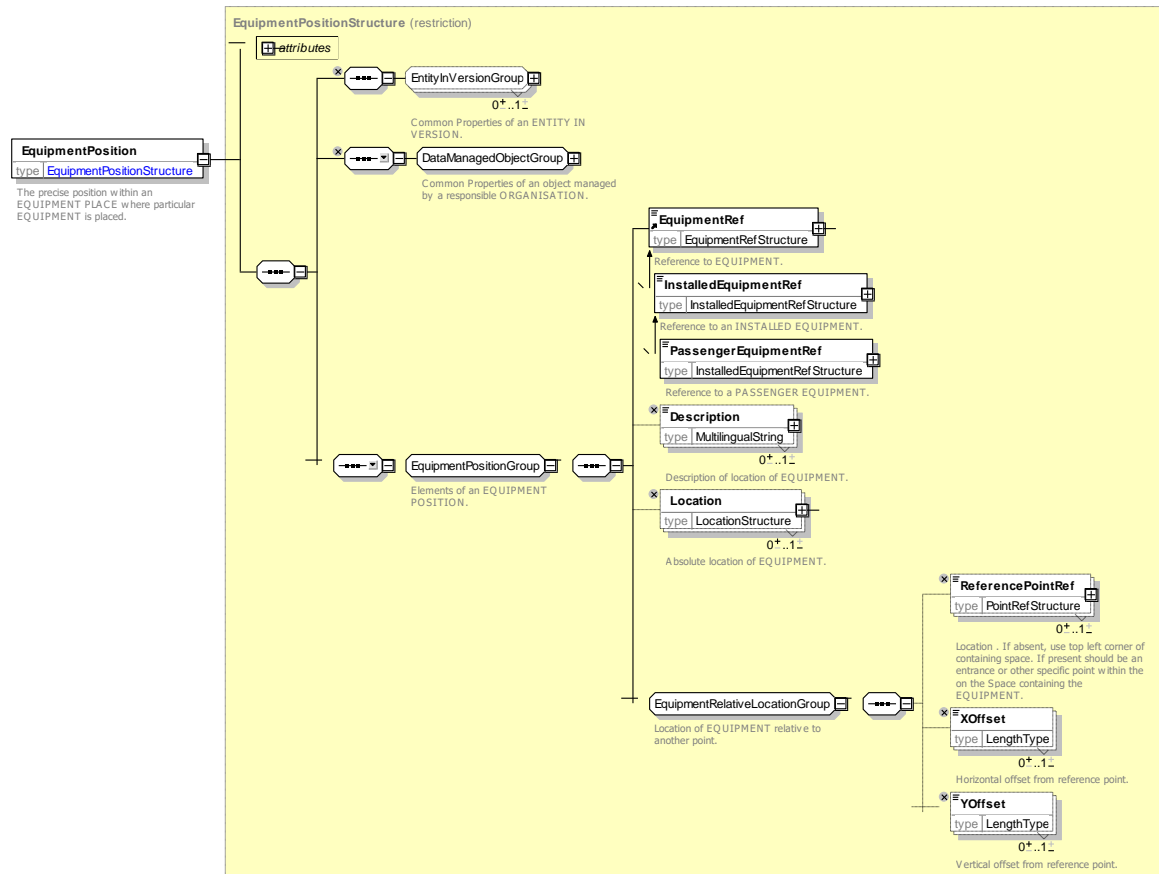 EquipmentPositionStructure (restriction)
attributes
EntityInVersionGroup
0..1
Common Properties of an ENTITY IN
VERSION.
EquipmentPosition
type EquipmentPositionStructure
The precise position within an
EQUIPMENT PLACE where particular
EQUIPMENT is placed.
DataManagedObjectGroup
Common Properties of an object managed
by a responsible ORGANISATION.
EquipmentRef
type EquipmentRefStructure
Reference to EQUIPMENT.
InstalledEquipmentRef
type InstalledEquipmentRefStructure
Reference to an INSTALLED EQUIPMENT.
PassengerEquipmentRef
type InstalledEquipmentRefStructure
Reference to a PASSENGER EQUIPMENT.
Description
type MultilingualString
0..1
Description of location of EQUIPMENT.
EquipmentPositionGroup
Elements of an EQUIPMENT
POSITION.
Location
type LocationStructure
0..1
Absolute location of EQUIPMENT.
ReferencePointRef
type PointRefStructure
0..1
Location . If absent, use top left corner of
containing space. If present should be an
entrance or other specific point within the
on the Space containing the
EQUIPMENT.
EquipmentRelativeLocationGroup
Location of EQUIPMENT relative to
another point.
XOffset
type LengthType
0..1
Horizontal offset from reference point.
YOffset
type LengthType
0..1
Vertical offset from reference point.